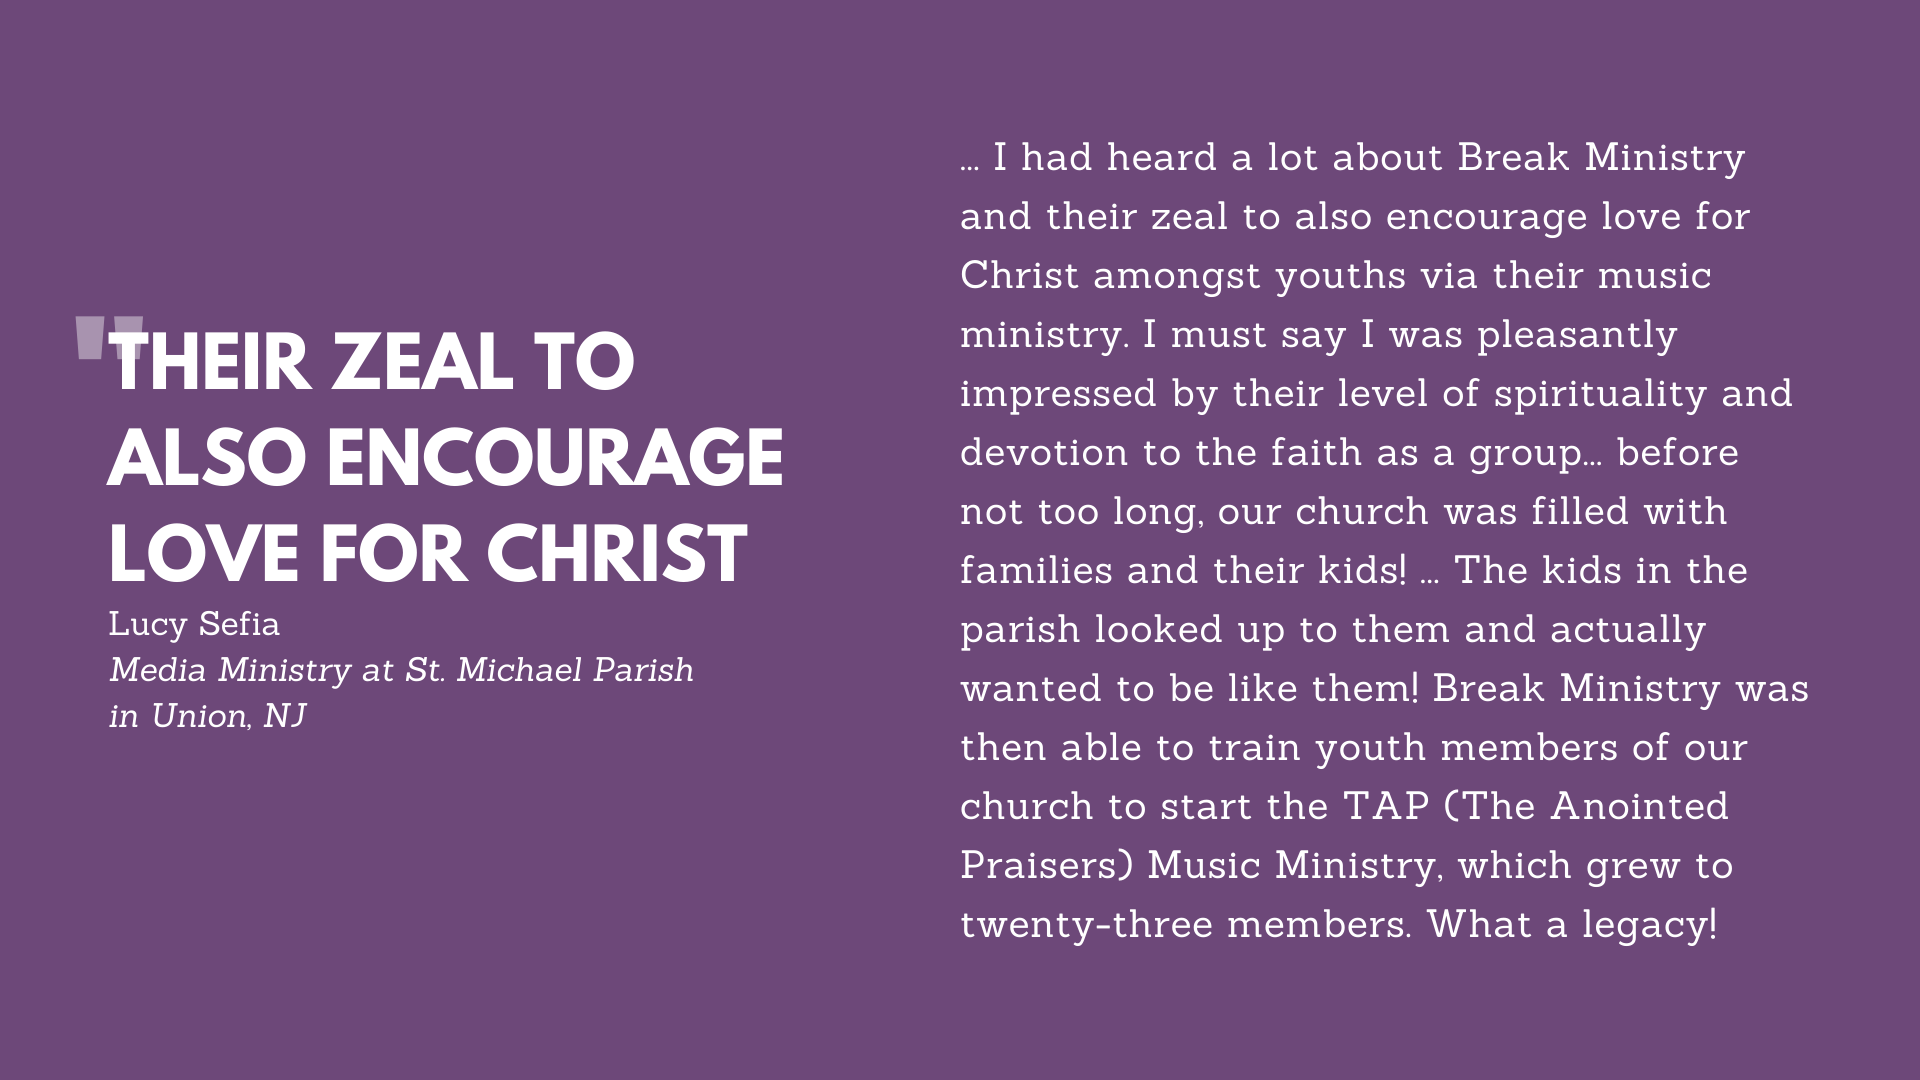 "THEIR ZEAL TO
ALSO ENCOURAGE
LOVE FOR CHRIST
Lucy Sefia
Media Ministry at St. Michael Parish
in Union, NJ
... I had heard a lot about Break Ministry
and their zeal to also encourage love for
Christ amongst youths via their music
ministry. I must say I was pleasantly
impressed by their level of spirituality and
devotion to the faith as a group... before
not too long, our church was filled with
families and their kids! ... The kids in the
parish looked up to them and actually
wanted to be like them! Break Ministry was
then able to train youth members of our
church to start the TAP (The Anointed
Praisers) Music Ministry, which grew to
twenty-three members. What a legacy!